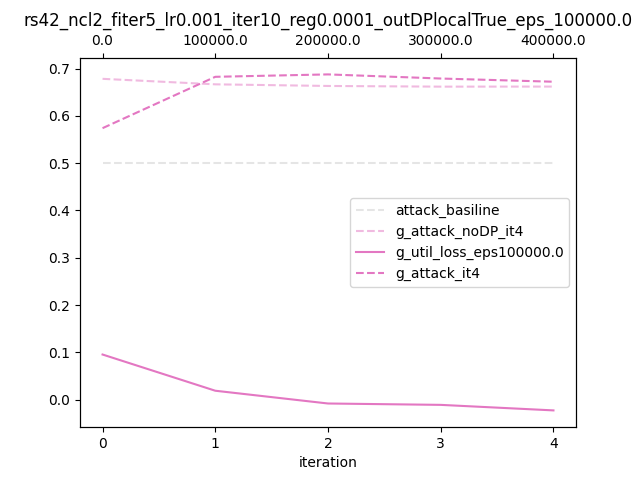 rs42_ncl2_fiter5_lr0.001_iter10_reg0.0001_outDPlocalTrue_eps_100000.0
0.0 100000.0 200000.0 300000.0 400000.0
0.7
0.6
0.5
0.4
0.3
0.2
0.1
0.0
attack_basiline
g_attack_noDP_it4
g_util_loss_eps100000.0
g_attack_it4
0 1 2 3 4
iteration